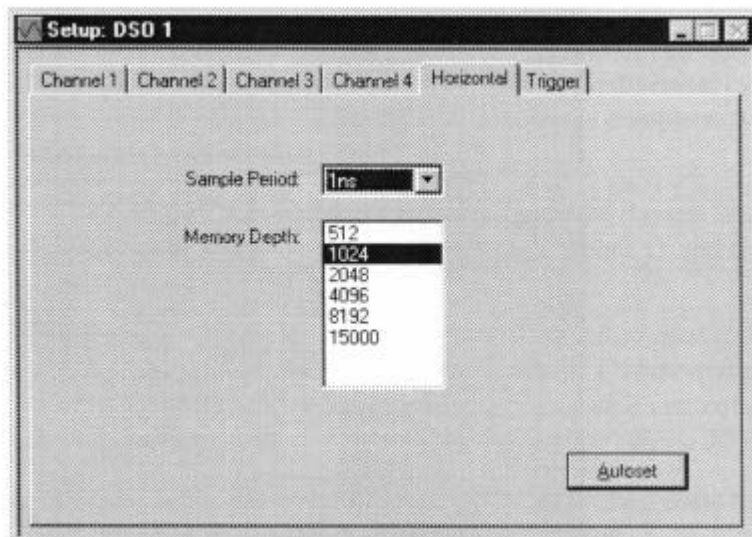 Setup: DSO 1
Channel 1 Channel 2 Channel 3 Channel 4 Horizontal Trigger
Sample Period: 1ns
Memory Depth:
512
1024
2048
4096
8192
15000
Autoset